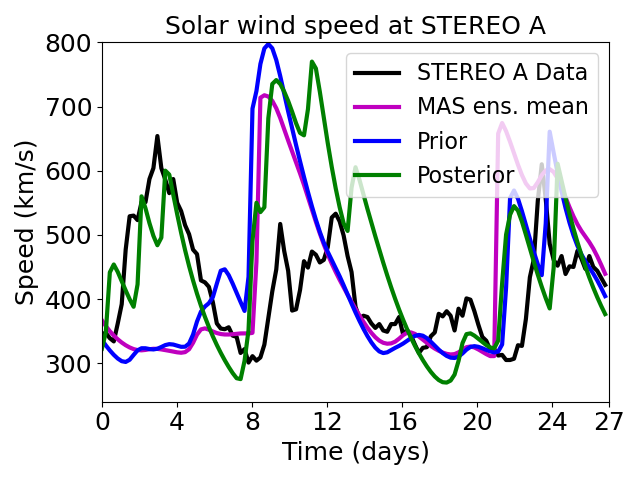 Solar wind speed at STEREO A
800
700
600
500
400
300
Speed (km/s)
STEREO A Data
MAS ens. mean
Prior
Posterior
0 4 8 12 16 20 24 27
Time (days)